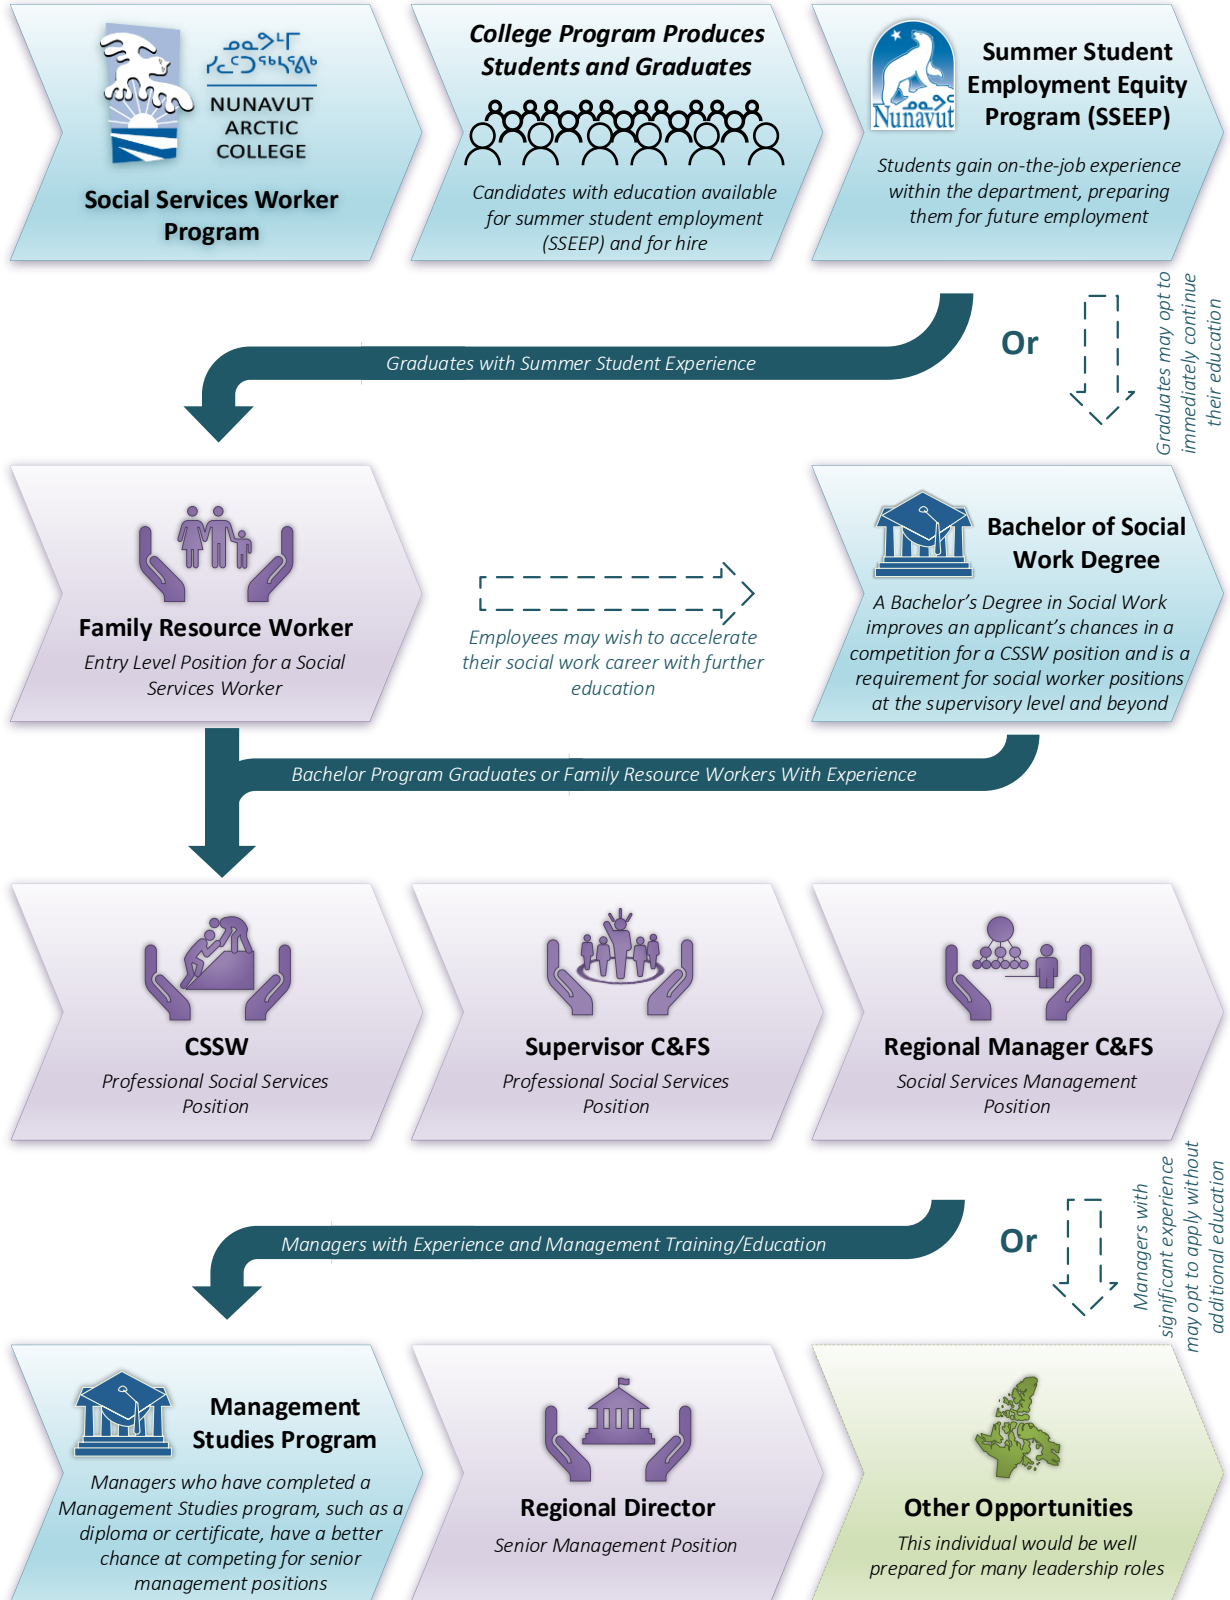 ᓄᓇᕗᒻᒥ
ᓯᓚᑦᑐᖅᓴᕐᕕᒃ
NUNAVUT
ARCTIC
COLLEGE
Social Services Worker
Program
College Program Produces
Students and Graduates
Candidates with education available
for summer student employment
(SSEEP) and for hire
ᓄᓇᕗᑦ
Nunavut
Summer Student
Employment Equity
Program (SSEEP)
Students gain on-the-job experience
within the department, preparing
them for future employment
Graduates with Summer Student Experience
Or
Graduates may opt to
immediately continue
their education
Family Resource Worker
Entry Level Position for a Social
Services Worker
Employees may wish to accelerate
their social work career with further
education
Bachelor of Social
Work Degree
A Bachelor’s Degree in Social Work
improves an applicant’s chances in a
competition for a CSSW position and is a
requirement for social worker positions
at the supervisory level and beyond
Bachelor Program Graduates or Family Resource Workers With Experience
CSSW
Professional Social Services
Position
Supervisor C&FS
Professional Social Services
Position
Regional Manager C&FS
Social Services Management
Position
Managers with Experience and Management Training/Education
Or
Managers with
significant experience
may opt to apply without
additional education
Management
Studies Program
Managers who have completed a
Management Studies program, such as a
diploma or certificate, have a better
chance at competing for senior
management positions
Regional Director
Senior Management Position
Other Opportunities
This individual would be well
prepared for many leadership roles